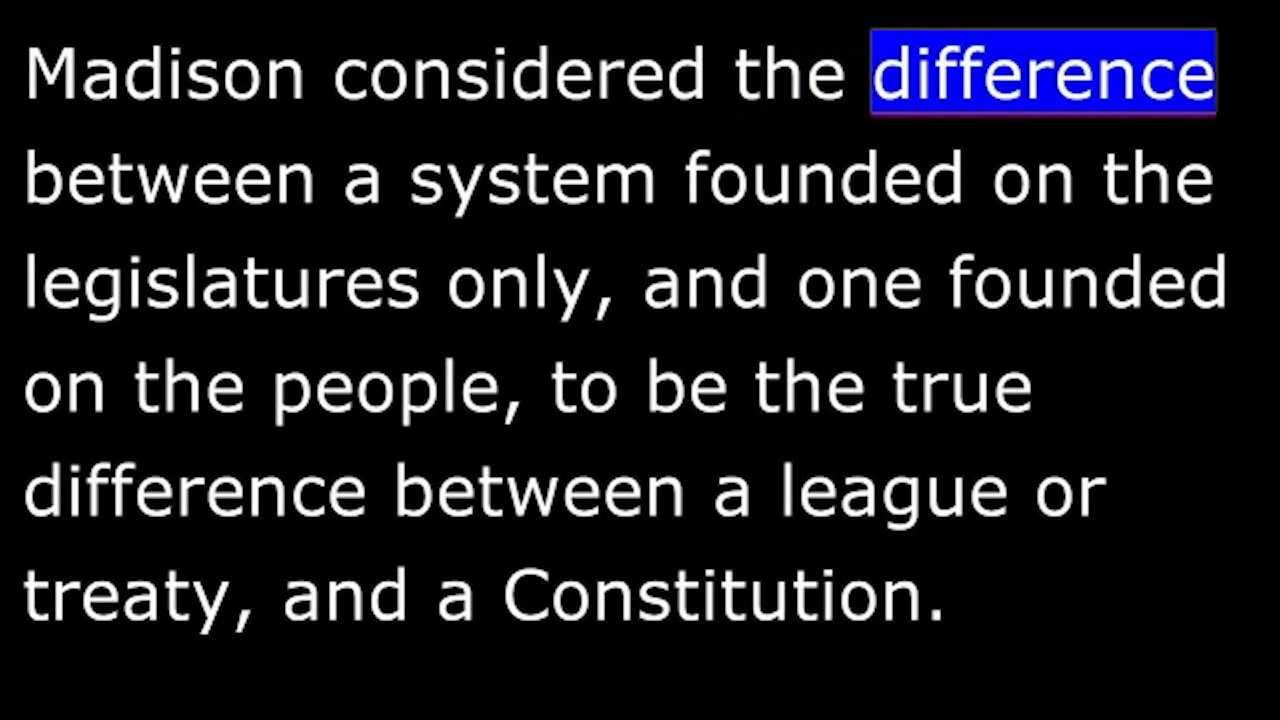 Madison considered the difference
between a system founded on the
legislatures only, and one founded
on the people, to be the true
difference between a league or
treaty, and a Constitution.